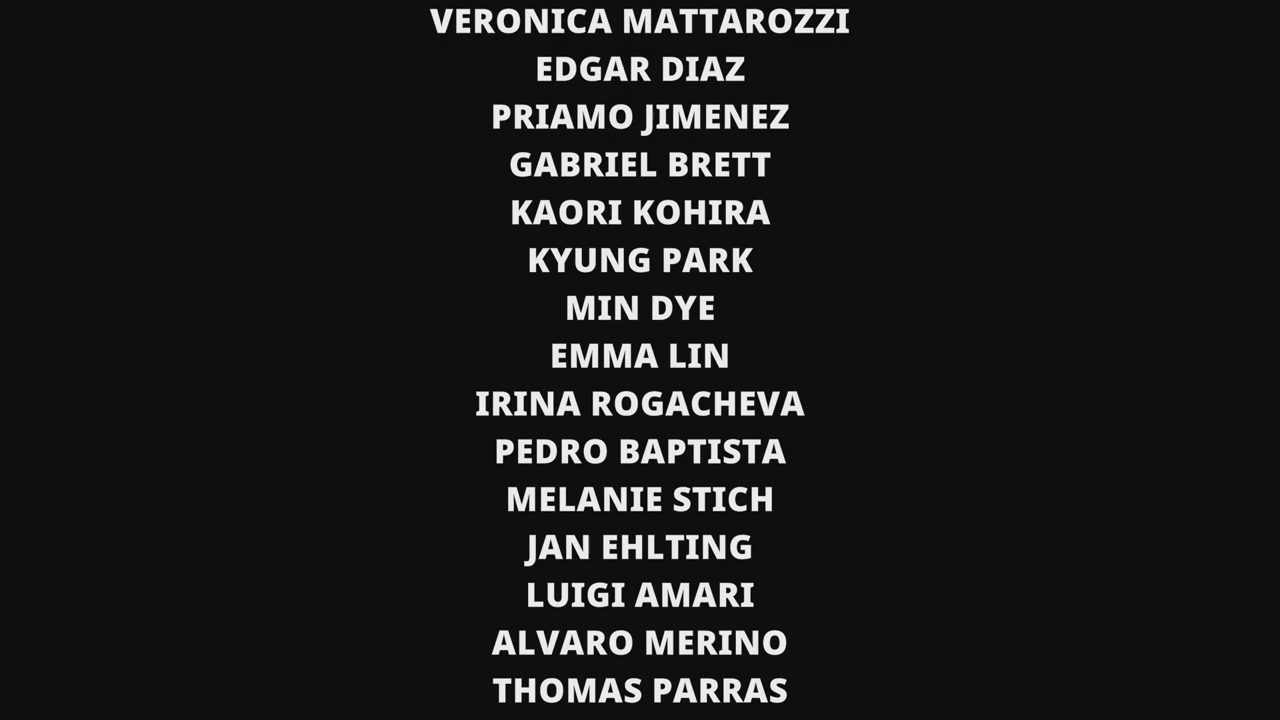 VERONICA MATTAROZZI
EDGAR DIAZ
PRIAMO JIMENEZ
GABRIEL BRETT
KAORI KOHIRA
KYUNG PARK
MIN DYE
EMMA LIN
IRINA ROGACHEVA
PEDRO BAPTISTA
MELANIE STICH
JAN EHLTING
LUIGI AMARI
ALVARO MERINO
THOMAS PARRAS